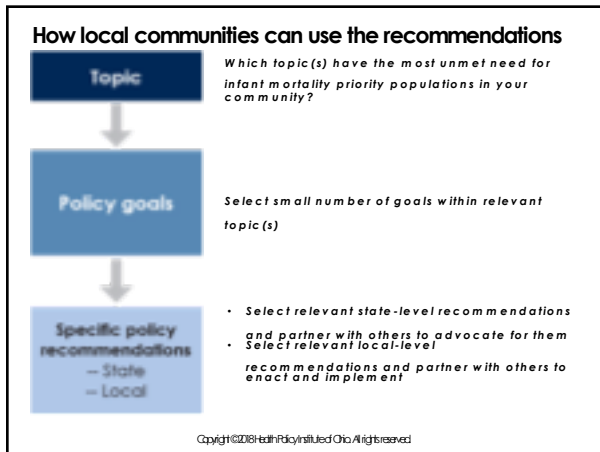 How local communities can use the recommendations
Topic
Which topic(s) have the most unmet need for
infant mortality priority populations in your
community?
Policy goals
Select small number of goals within relevant
topic(s)
Specific policy
recommendations
— State
— Local
• Select relevant state-level recommendations
and partner with others to advocate for them
• Select relevant local-level
recommendations and partner with others to
enact and implement
Copyright ©2018 Health Policy Institute of Ohio. All rights reserved.